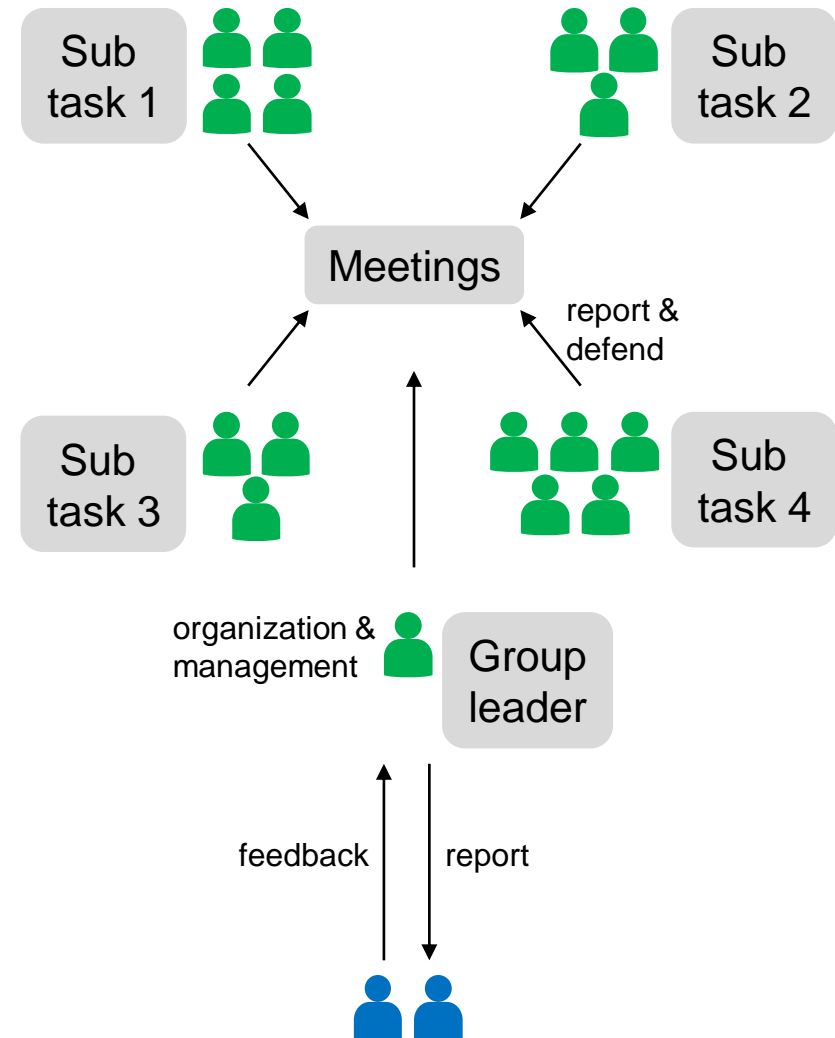 Sub
task 1
Sub
task 2
Meetings
report &
defend
Sub
task 3
Sub
task 4
organization &
management
Group
leader
feedback
report